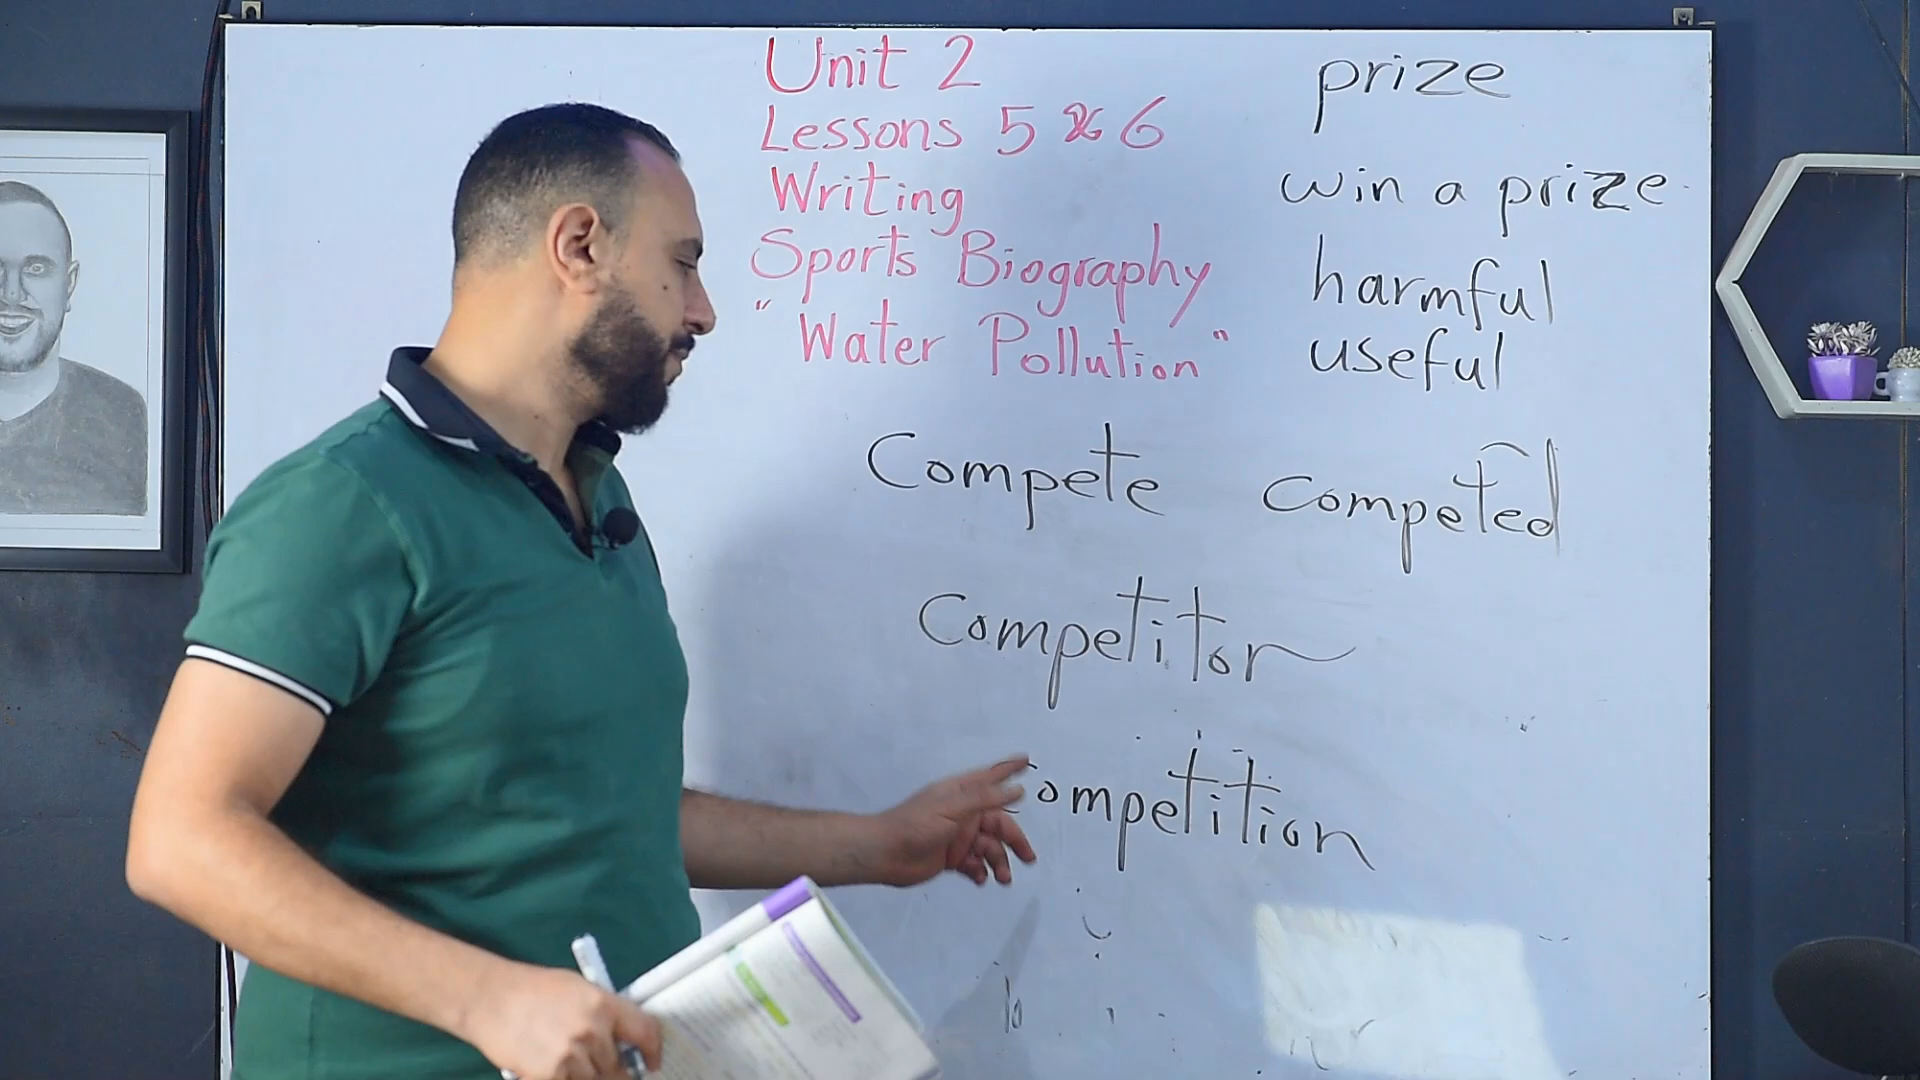 Unit 2
Lessons 5 & 6
Writing
Sports Biography
"Water Pollution"
prize
win a prize
harmful
useful
Compete competed
Competitor
Competition